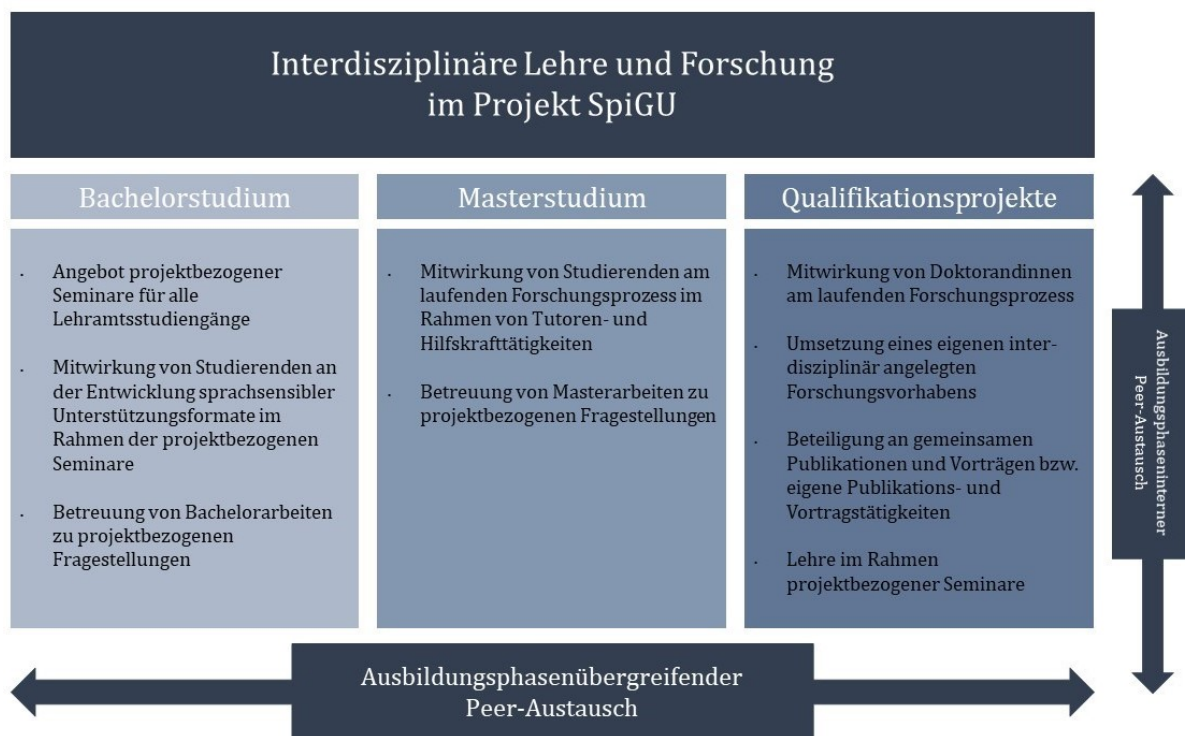 Interdisziplinäre Lehre und Forschung
im Projekt SpiGU
Bachelorstudium
· Angebot projektbezogener
Seminare für alle
Lehramtsstudiengänge
· Mitwirkung von Studierenden an
der Entwicklung sprachsensibler
Unterstützungsformate im
Rahmen der projektbezogenen
Seminare
· Betreuung von Bachelorarbeiten
zu projektbezogenen
Fragestellungen
Masterstudium
· Mitwirkung von Studierenden am
laufenden Forschungsprozess im
Rahmen von Tutoren- und
Hilfskrafttätigkeiten
· Betreuung von Masterarbeiten zu
projektbezogenen Fragestellungen
Qualifikationsprojekte
· Mitwirkung von Doktorandinnen
am laufenden Forschungsprozess
· Umsetzung eines eigenen inter-
disziplinär angelegten
Forschungsvorhabens
· Beteiligung an gemeinsamen
Publikationen und Vorträgen bzw.
eigene Publikations- und
Vortragstätigkeiten
· Lehre im Rahmen
projektbezogener Seminare
Ausbildungsphaseninterner
Peer-Austausch
Ausbildungsphasenübergreifender
Peer-Austausch